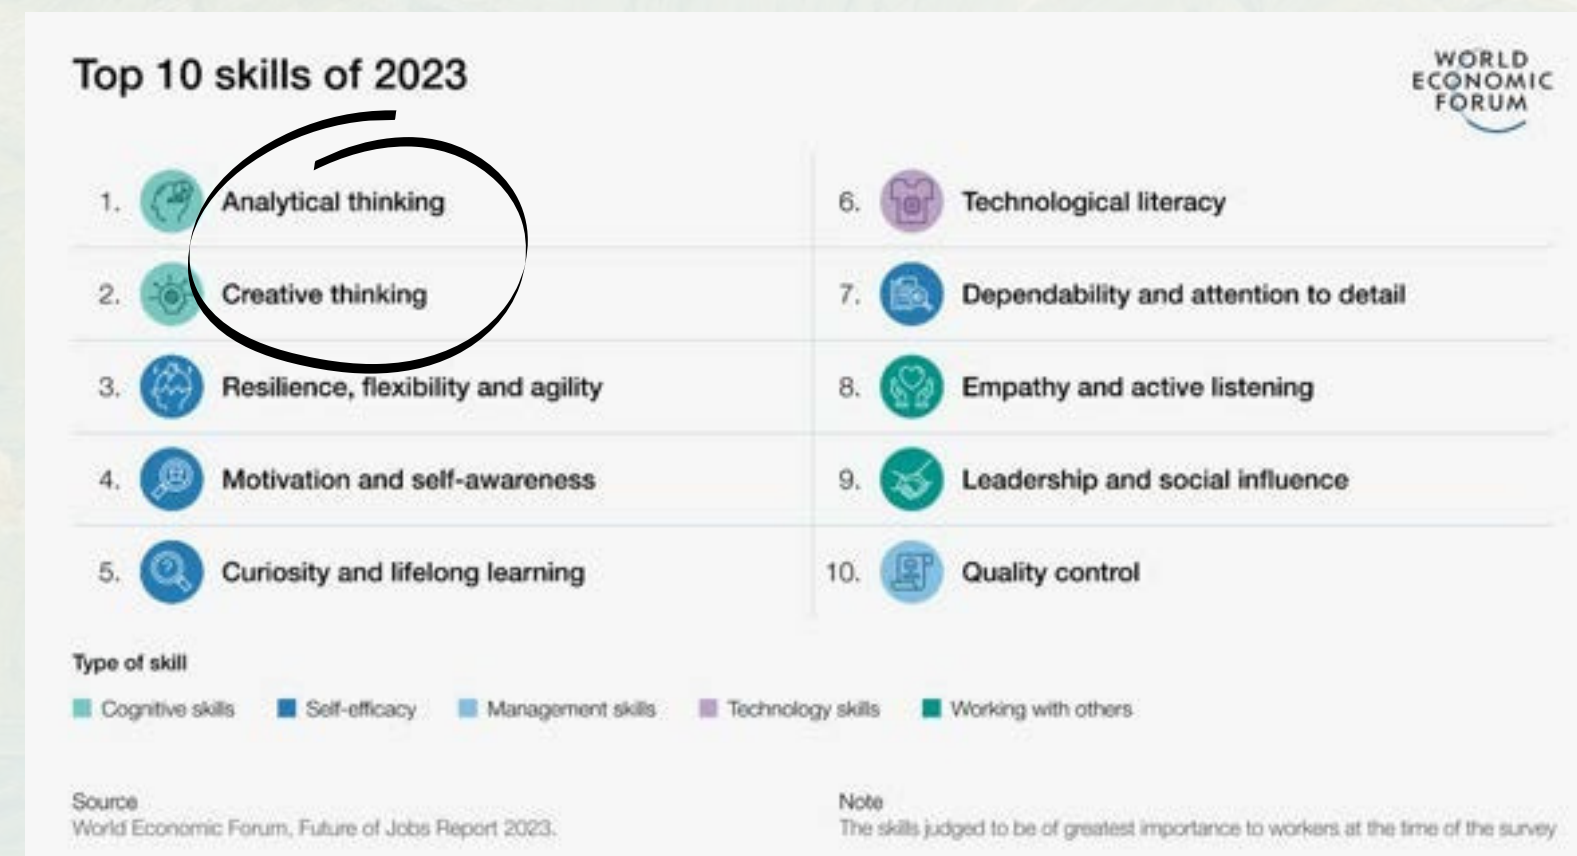 Top 10 skills of 2023
WORLD
ECONOMIC
FORUM
1. Analytical thinking
2. Creative thinking
3. Resilience, flexibility and agility
4. Motivation and self-awareness
5. Curiosity and lifelong learning
6. Technological literacy
7. Dependability and attention to detail
8. Empathy and active listening
9. Leadership and social influence
10. Quality control
Type of skill
Cognitive skills Self-efficacy Management skills Technology skills Working with others
Source
World Economic Forum, Future of Jobs Report 2023.
Note
The skills judged to be of greatest importance to workers at the time of the survey